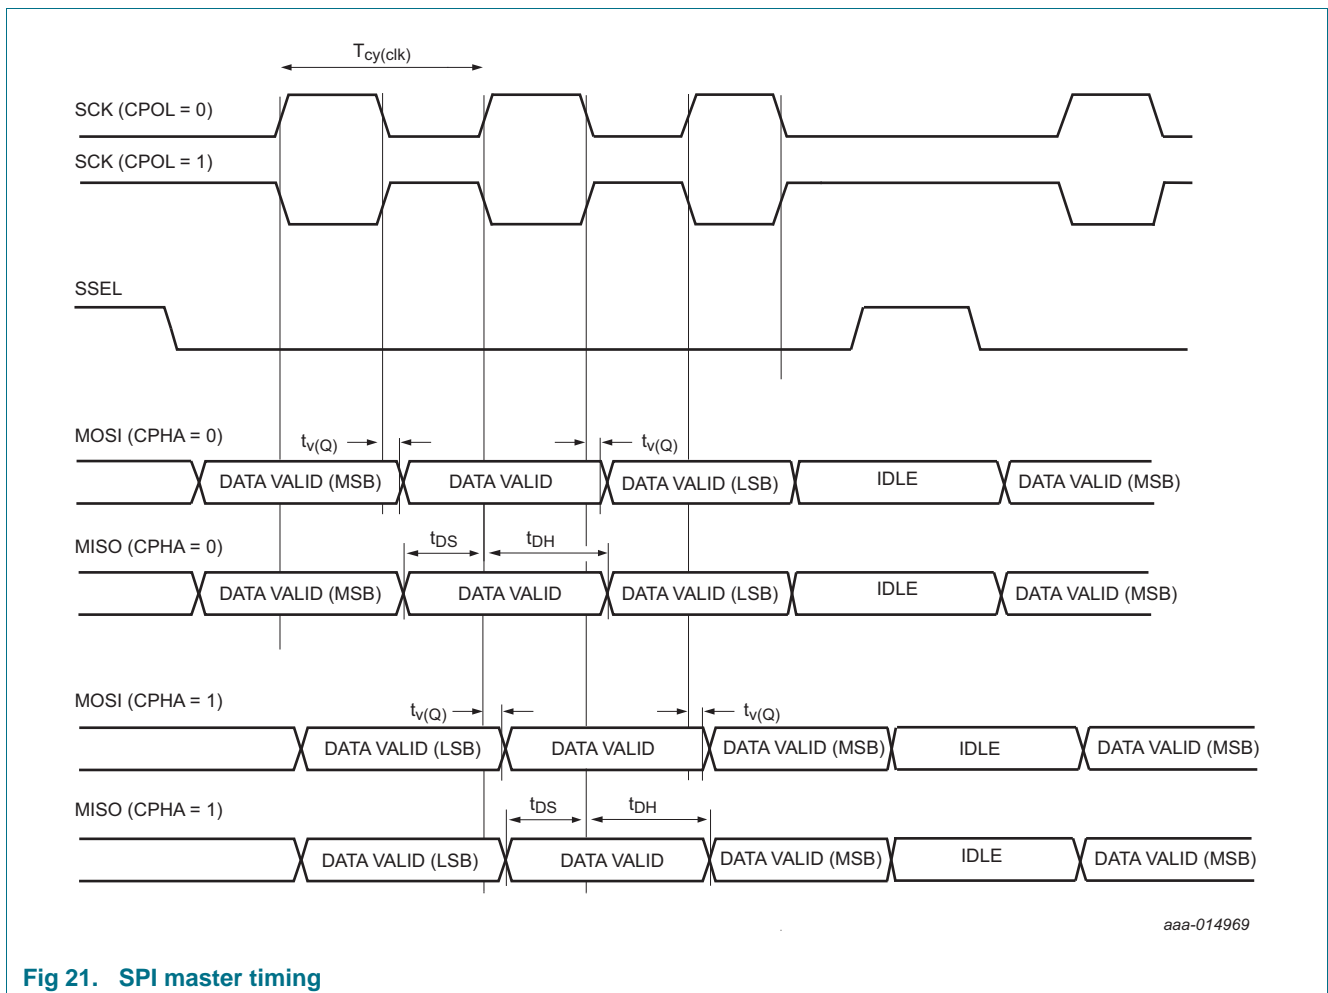 Tcy(clk)
SCK (CPOL = 0)
SCK (CPOL = 1)
SSEL
MOSI (CPHA = 0)
tv(Q)
tv(Q)
DATA VALID (MSB)
DATA VALID
DATA VALID (LSB)
IDLE
DATA VALID (MSB)
MISO (CPHA = 0)
tDS
tDH
DATA VALID (MSB)
DATA VALID
DATA VALID (LSB)
IDLE
DATA VALID (MSB)
MOSI (CPHA = 1)
tv(Q)
tv(Q)
DATA VALID (LSB)
DATA VALID
DATA VALID (MSB)
IDLE
DATA VALID (MSB)
MISO (CPHA = 1)
tDS
tDH
DATA VALID (LSB)
DATA VALID
DATA VALID (MSB)
IDLE
DATA VALID (MSB)
aaa-014969
Fig 21. SPI master timing